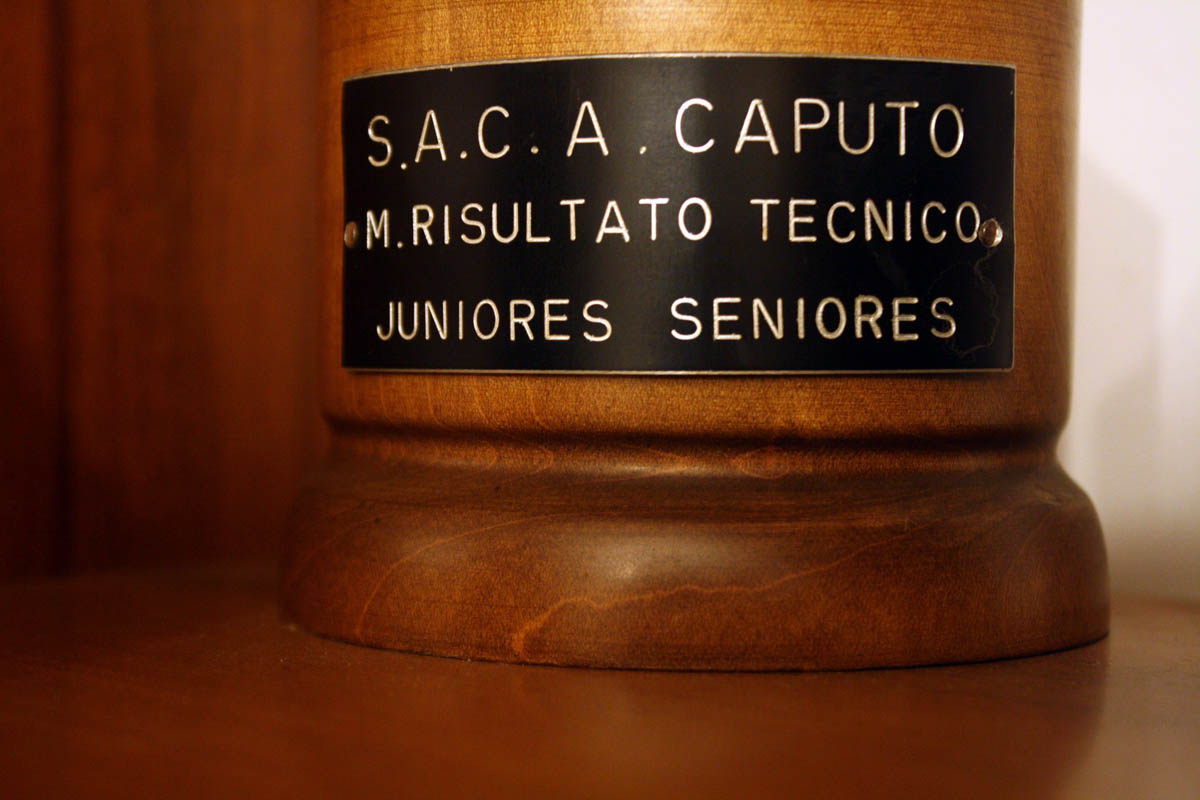 S.A.C. A. CAPUTO
M. RISULTATO TECNICO
JUNIORES SENIORES